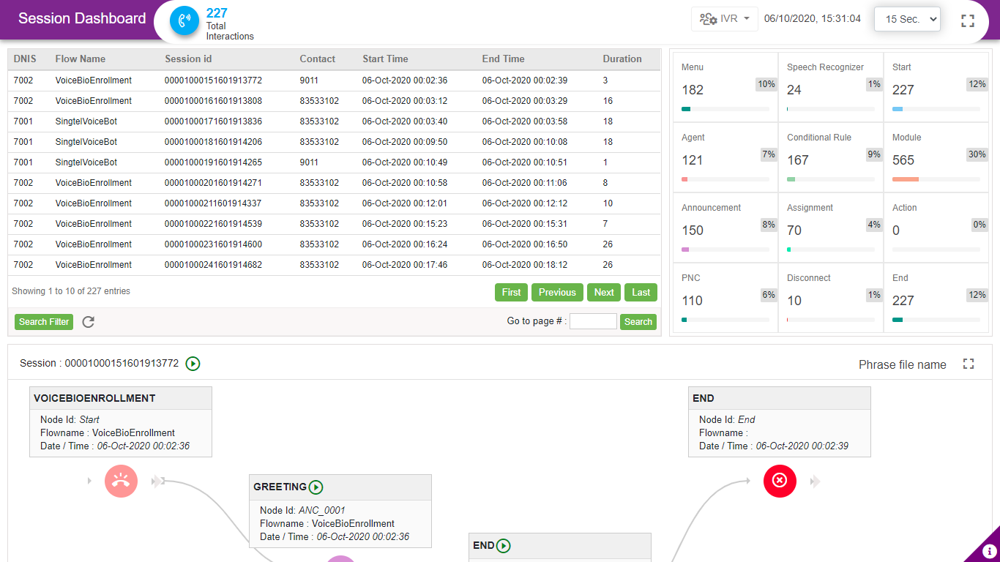 Session Dashboard
227
Total
Interactions
IVR
06/10/2020, 15:31:04
15 Sec.
DNIS Flow Name Session id Contact Start Time End Time Duration
7002 VoiceBioEnrollment 00001000151601913772 9011 06-Oct-2020 00:02:36 06-Oct-2020 00:02:39 3
7002 VoiceBioEnrollment 00001000161601913808 83533102 06-Oct-2020 00:03:12 06-Oct-2020 00:03:29 16
7001 SingtelVoiceBot 00001000171601913836 83533102 06-Oct-2020 00:03:40 06-Oct-2020 00:03:58 18
7001 SingtelVoiceBot 00001000181601914206 83533102 06-Oct-2020 00:09:50 06-Oct-2020 00:10:08 18
7001 SingtelVoiceBot 00001000191601914265 9011 06-Oct-2020 00:10:49 06-Oct-2020 00:10:51 1
7002 VoiceBioEnrollment 00001000201601914271 83533102 06-Oct-2020 00:10:58 06-Oct-2020 00:11:06 8
7002 VoiceBioEnrollment 00001000211601914337 83533102 06-Oct-2020 00:12:01 06-Oct-2020 00:12:12 10
7002 VoiceBioEnrollment 00001000221601914539 83533102 06-Oct-2020 00:15:23 06-Oct-2020 00:15:31 7
7002 VoiceBioEnrollment 00001000231601914600 83533102 06-Oct-2020 00:16:24 06-Oct-2020 00:16:50 26
7002 VoiceBioEnrollment 00001000241601914682 83533102 06-Oct-2020 00:17:46 06-Oct-2020 00:18:12 26
Showing 1 to 10 of 227 entries
First Previous Next Last
Search Filter
Go to page # :
Search
Menu Speech Recognizer Start
182 10% 24 1% 227 12%
Agent Conditional Rule Module
121 7% 167 9% 565 30%
Announcement Assignment Action
150 8% 70 4% 0 0%
PNC Disconnect End
110 6% 10 1% 227 12%
Session : 00001000151601913772
Phrase file name
VOICEBIOENROLLMENT
Node Id: Start
Flowname : VoiceBioEnrollment
Date / Time : 06-Oct-2020 00:02:36
END
Node Id: End
Flowname :
Date / Time : 06-Oct-2020 00:02:39
GREETING
Node Id: ANC_0001
Flowname : VoiceBioEnrollment
Date / Time : 06-Oct-2020 00:02:36
END